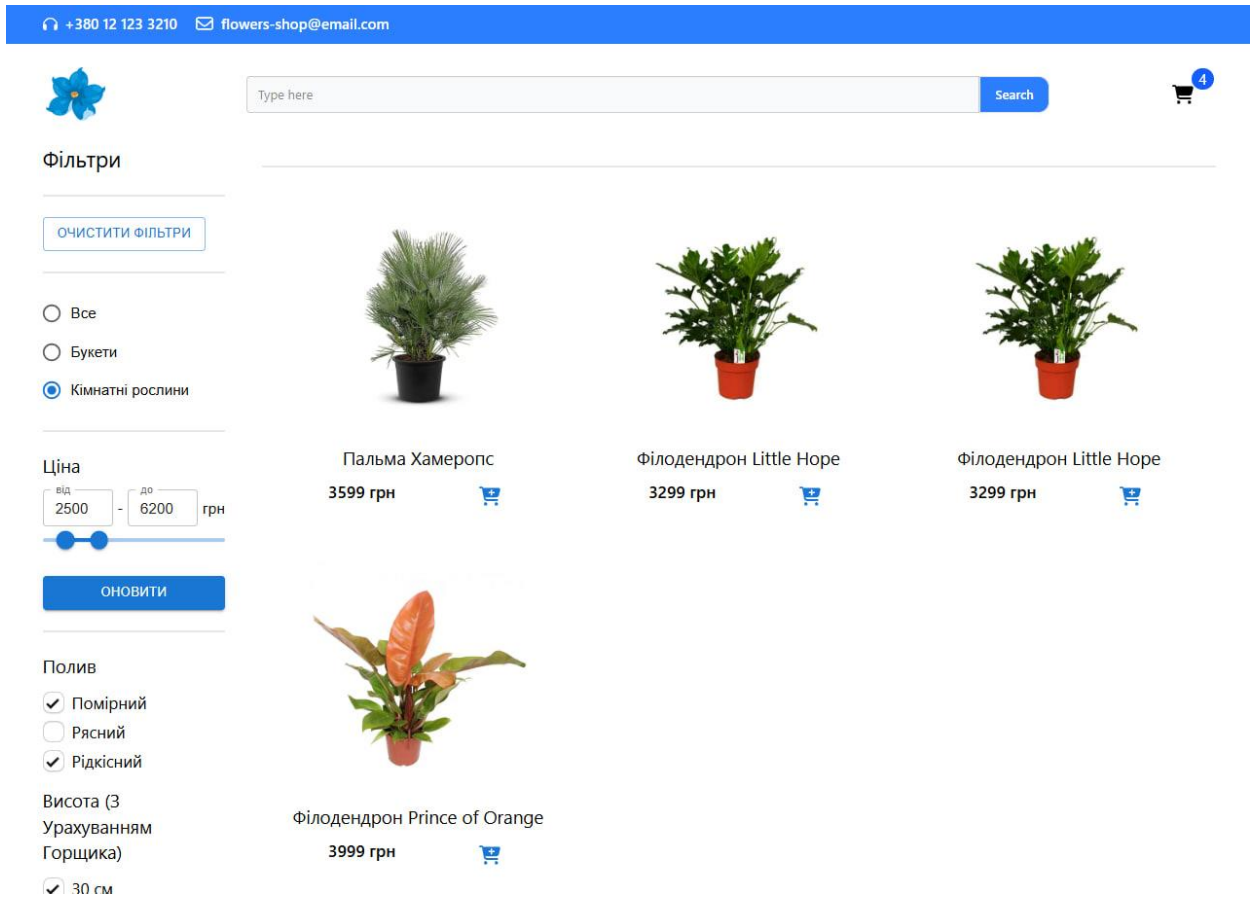 +380 12 123 3210 flowers-shop@email.com
4
Type here Search
Фільтри
ОЧИСТИТИ ФІЛЬТРИ
Все
Букети
Кімнатні рослини
Ціна
від до
2500 - 6200 грн
ОНОВИТИ
Полив
Помірний
Рясний
Рідкісний
Висота (З
Урахуванням
Горщика)
30 см
Пальма Хамеропс
3599 грн
Філодендрон Little Hope
3299 грн
Філодендрон Little Hope
3299 грн
Філодендрон Prince of Orange
3999 грн